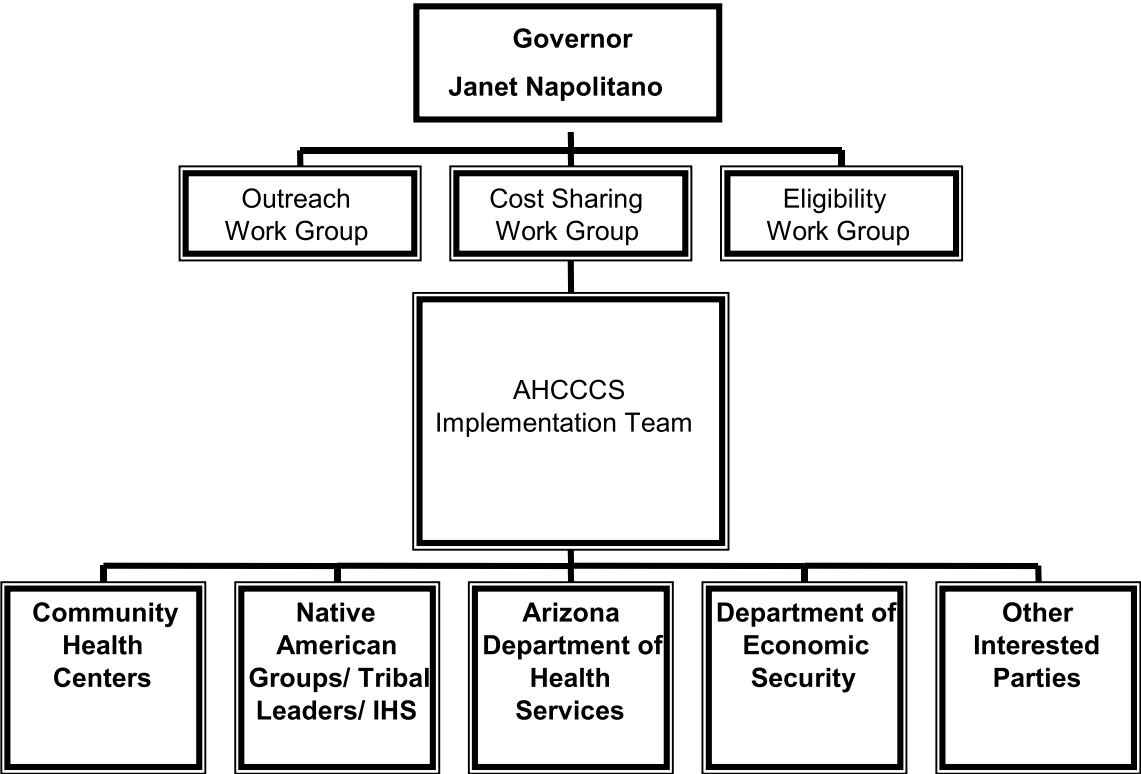 Governor
Janet Napolitano
Outreach
Work Group
Cost Sharing
Work Group
Eligibility
Work Group
AHCCCS
Implementation Team
Community
Health
Centers
Native
American
Groups/ Tribal
Leaders/ IHS
Arizona
Department of
Health
Services
Department of
Economic
Security
Other
Interested
Parties